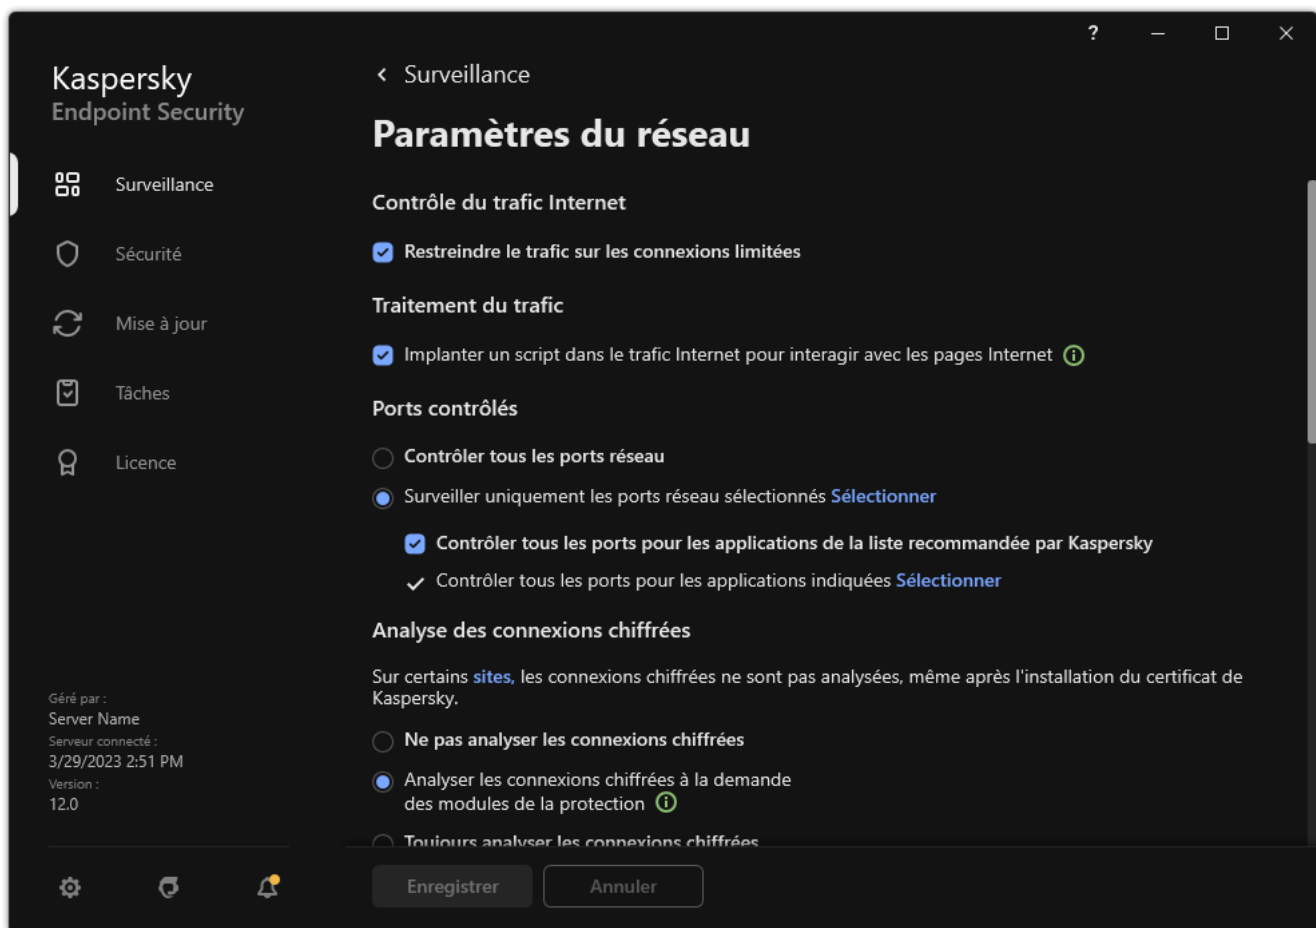 ?
Kaspersky
Endpoint Security
Surveillance
Sécurité
Mise à jour
Tâches
Licence
Géré par :
Server Name
Serveur connecté :
3/29/2023 2:51 PM
Version :
12.0
Surveillance
Paramètres du réseau
Contrôle du trafic Internet
Restreindre le trafic sur les connexions limitées
Traitement du trafic
Implanter un script dans le trafic Internet pour interagir avec les pages Internet
Ports contrôlés
Contrôler tous les ports réseau
Surveiller uniquement les ports réseau sélectionnés Sélectionner
Contrôler tous les ports pour les applications de la liste recommandée par Kaspersky
Contrôler tous les ports pour les applications indiquées Sélectionner
Analyse des connexions chiffrées
Sur certains sites, les connexions chiffrées ne sont pas analysées, même après l'installation du certificat de
Kaspersky.
Ne pas analyser les connexions chiffrées
Analyser les connexions chiffrées à la demande
des modules de la protection
Toujours analyser les connexions chiffrées
Enregistrer
Annuler